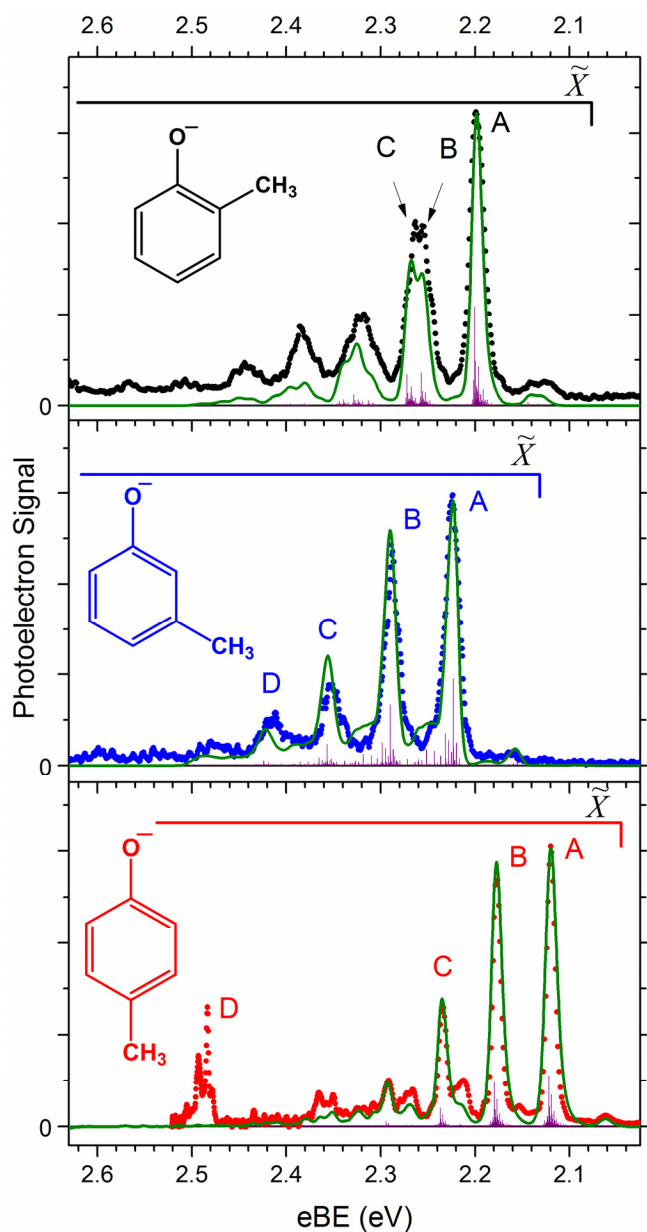 2.6 2.5 2.4 2.3 2.2 2.1
X̃
A
C B
O⁻
CH₃
0
X̃
O⁻
A
B
C
D
CH₃
Photoelectron Signal
0
X̃
O⁻
B A
C
D
CH₃
0
2.6 2.5 2.4 2.3 2.2 2.1
eBE (eV)